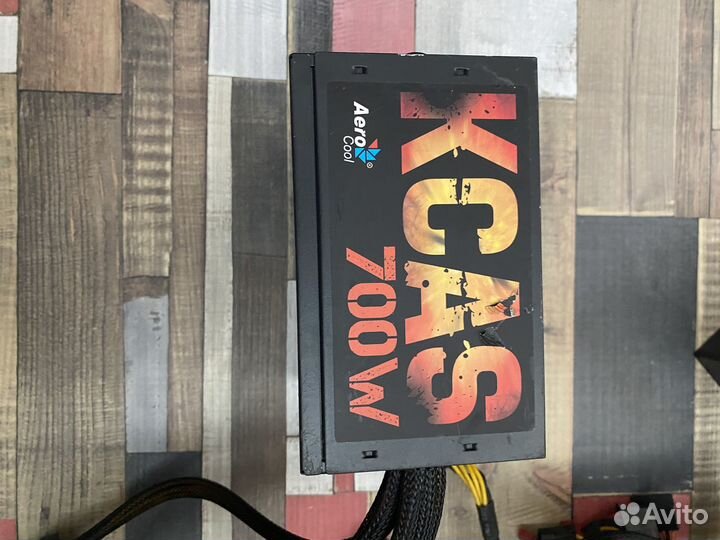 KCAS
700W
Aero
Cool
®
Avito